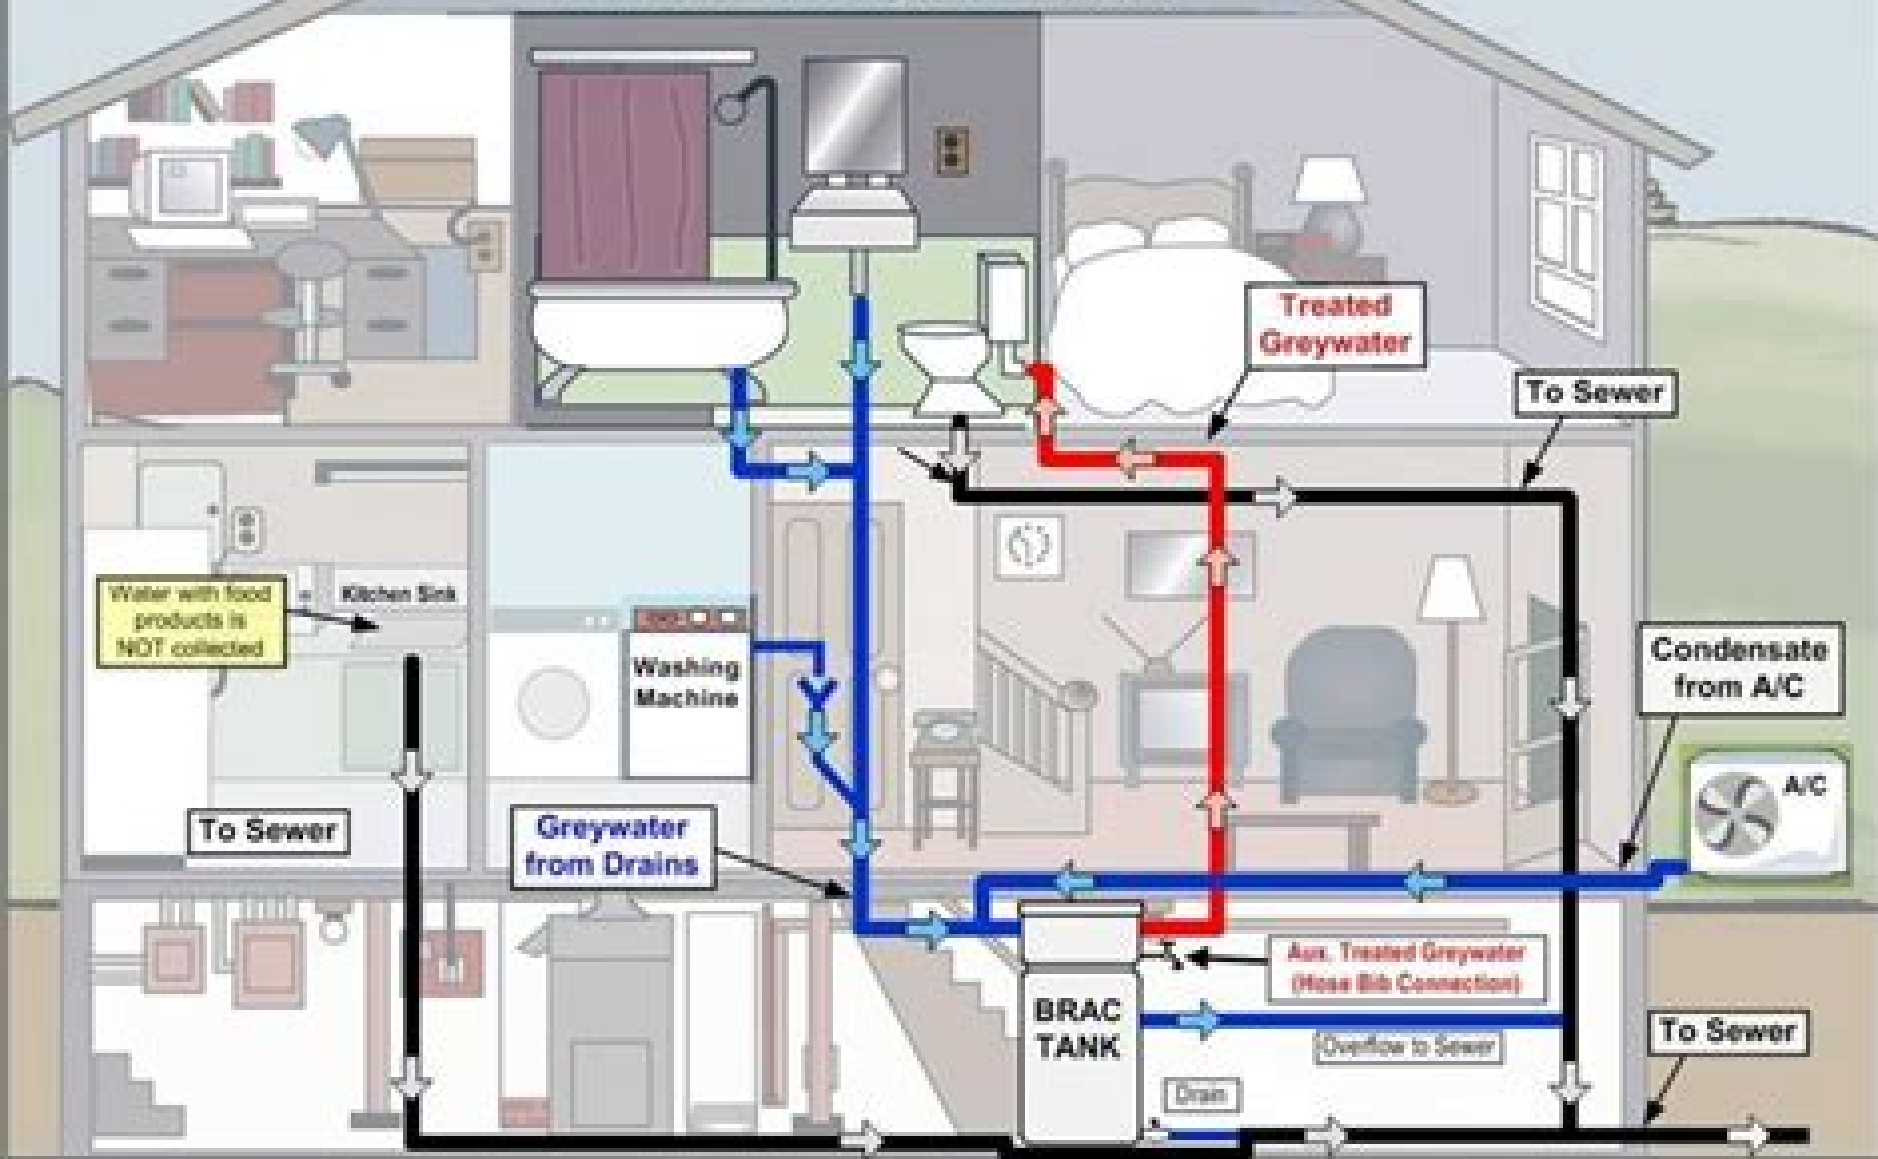 Treated
Greywater
To Sewer
Water with food
products is
NOT collected
Kitchen Sink
Washing
Machine
Condensate
from A/C
A/C
To Sewer
Greywater
from Drains
Aux. Treated Greywater
(Hose Bib Connection)
BRAC
TANK
Overflow to Sewer
To Sewer
Drain